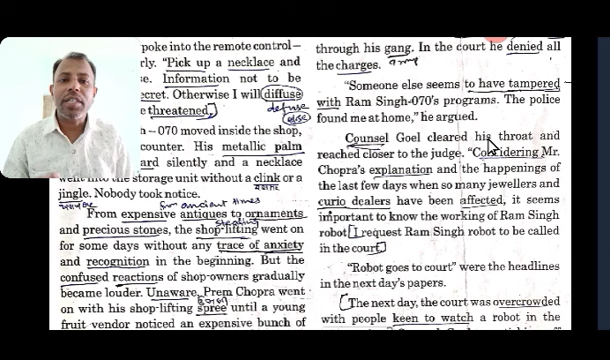 poke into the remote control–
rly. "Pick up a necklace and
se. Information not to be
ecret. Otherwise I will diffuse
e threatened.
defuse
h – 070 moved inside the shop,
counter. His metallic palm
ard silently and a necklace
went into the storage unit without a clink or a
jingle. Nobody took notice.
From expensive antiques to ornaments
and precious stones, the shop-lifting went on
for some days without any trace of anxiety
and recognition in the beginning. But the
confused reactions of shop-owners gradually
became louder. Unaware, Prem Chopra went
on with his shop-lifting spree until a young
fruit vendor noticed an expensive bunch of
through his gang. In the court he denied all
the charges.
"Someone else seems to have tampered
with Ram Singh-070's programs. The police
found me at home," he argued.
Counsel Goel cleared his throat and
reached closer to the judge. "Considering Mr.
Chopra's explanation and the happenings of
the last few days when so many jewellers and
curio dealers have been affected, it seems
important to know the working of Ram Singh
robot. I request Ram Singh robot to be called
in the court."
"Robot goes to court" were the headlines
in the next day's papers.
The next day, the court was overcrowded
with people keen to watch a robot in the